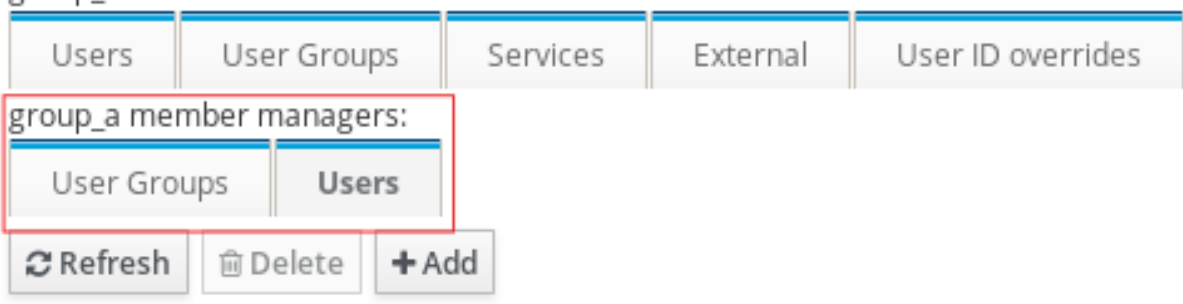 Users User Groups Services External User ID overrides
group_a member managers:
User Groups Users
Refresh Delete Add